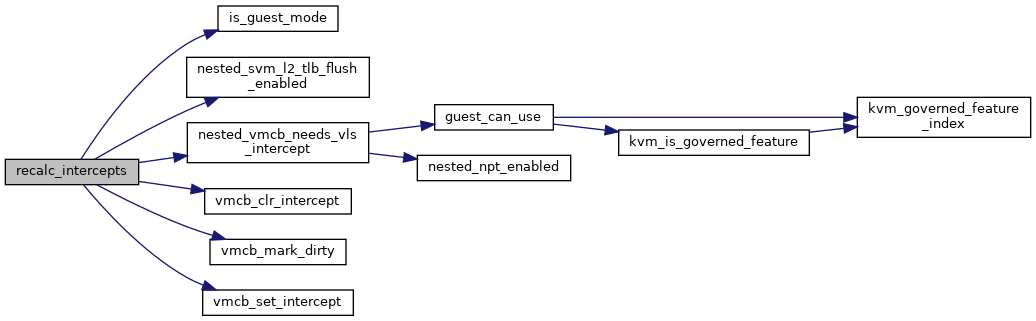 recalc_intercepts
is_guest_mode
nested_svm_l2_tlb_flush
_enabled
nested_vmcb_needs_vls
_intercept
vmcb_clr_intercept
vmcb_mark_dirty
vmcb_set_intercept
guest_can_use
nested_npt_enabled
kvm_is_governed_feature
kvm_governed_feature
_index